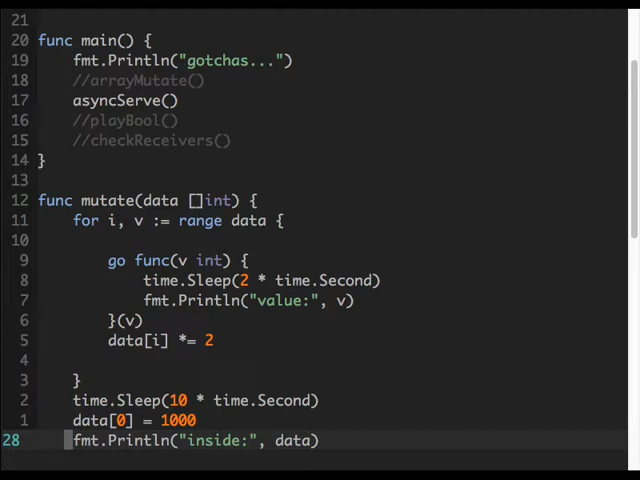 21
20 func main() {
19 fmt.Println("gotchas...")
18 //arrayMutate()
17 asyncServe()
16 //playBool()
15 //checkReceivers()
14 }
13
12 func mutate(data []int) {
11 for i, v := range data {
10
9 go func(v int) {
8 time.Sleep(2 * time.Second)
7 fmt.Println("value:", v)
6 }(v)
5 data[i] *= 2
4
3 }
2 time.Sleep(10 * time.Second)
1 data[0] = 1000
28 fmt.Println("inside:", data)